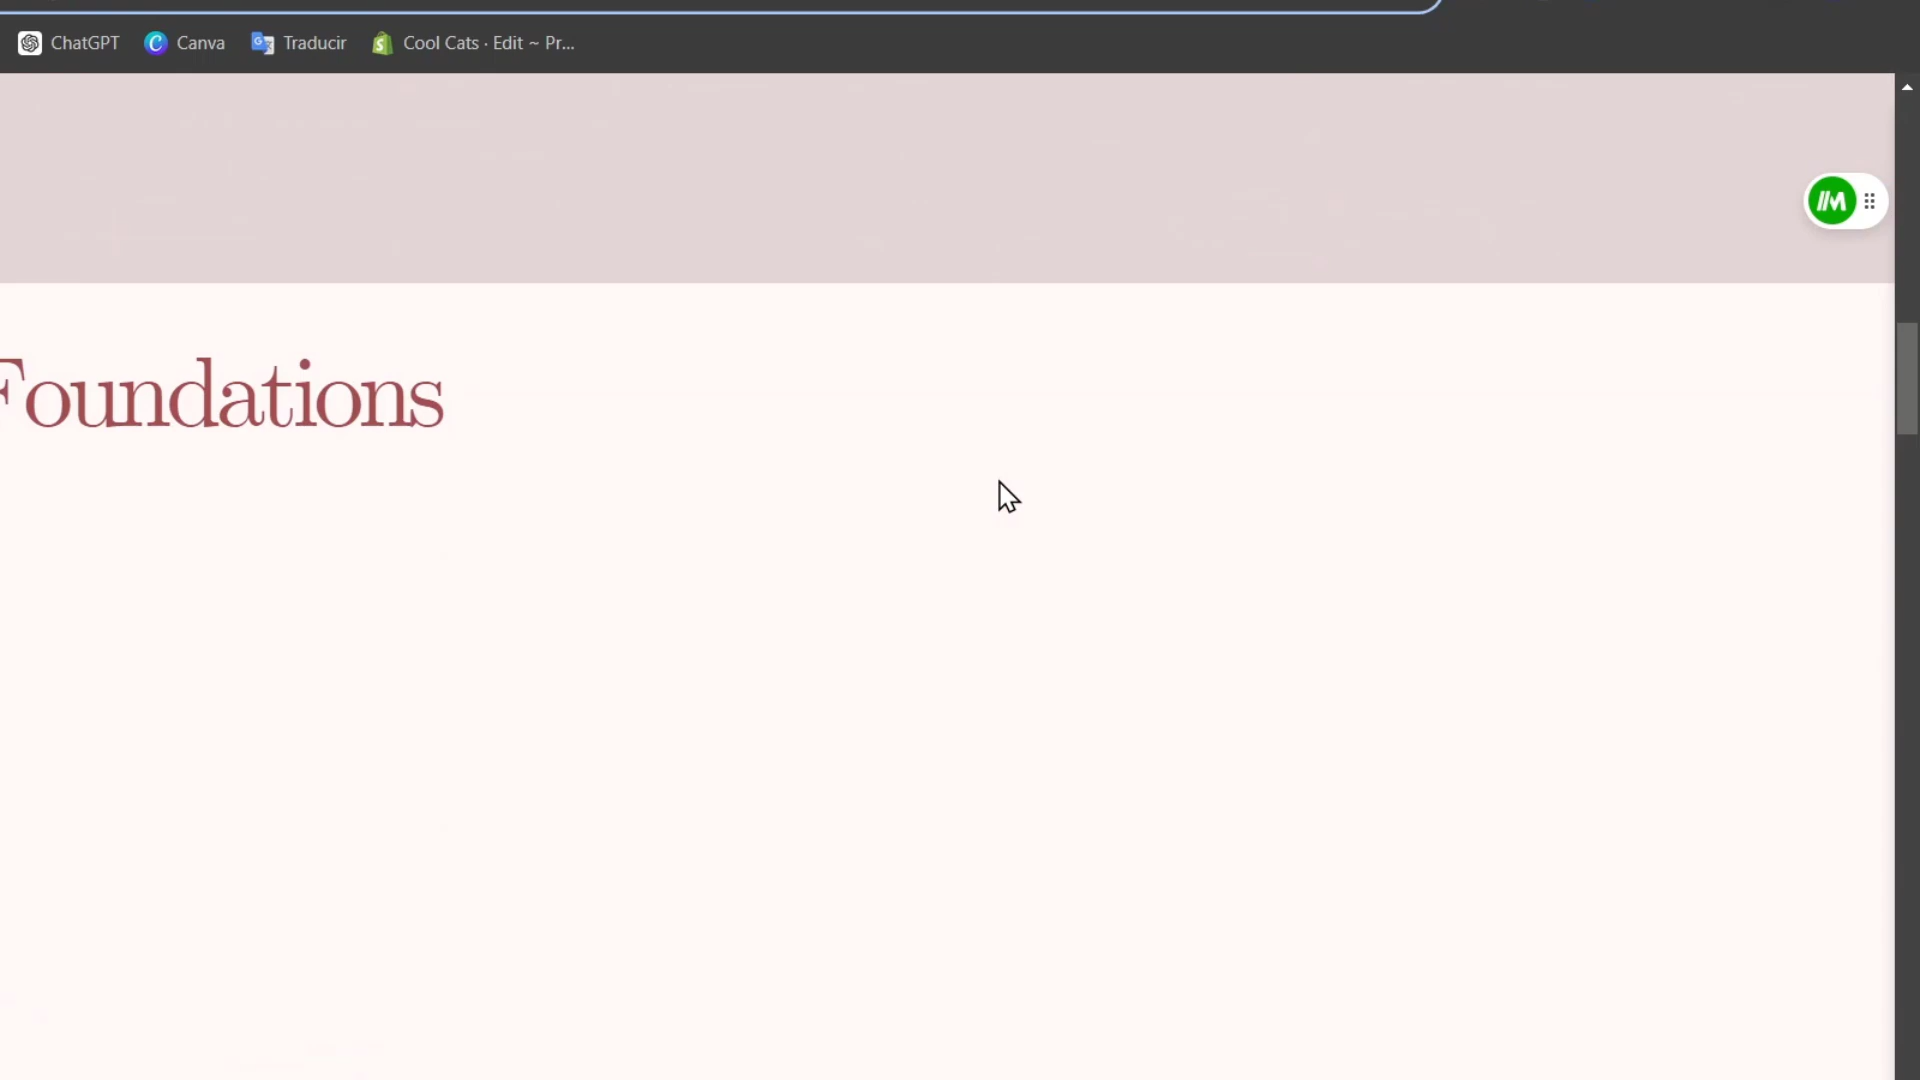 ChatGPT
Canva
Traducir
Cool Cats · Edit ~ Pr...
Foundations